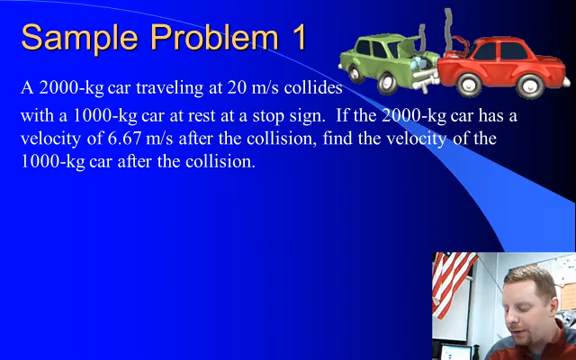 Sample Problem 1
A 2000-kg car traveling at 20 m/s collides
with a 1000-kg car at rest at a stop sign. If the 2000-kg car has a
velocity of 6.67 m/s after the collision, find the velocity of the
1000-kg car after the collision.